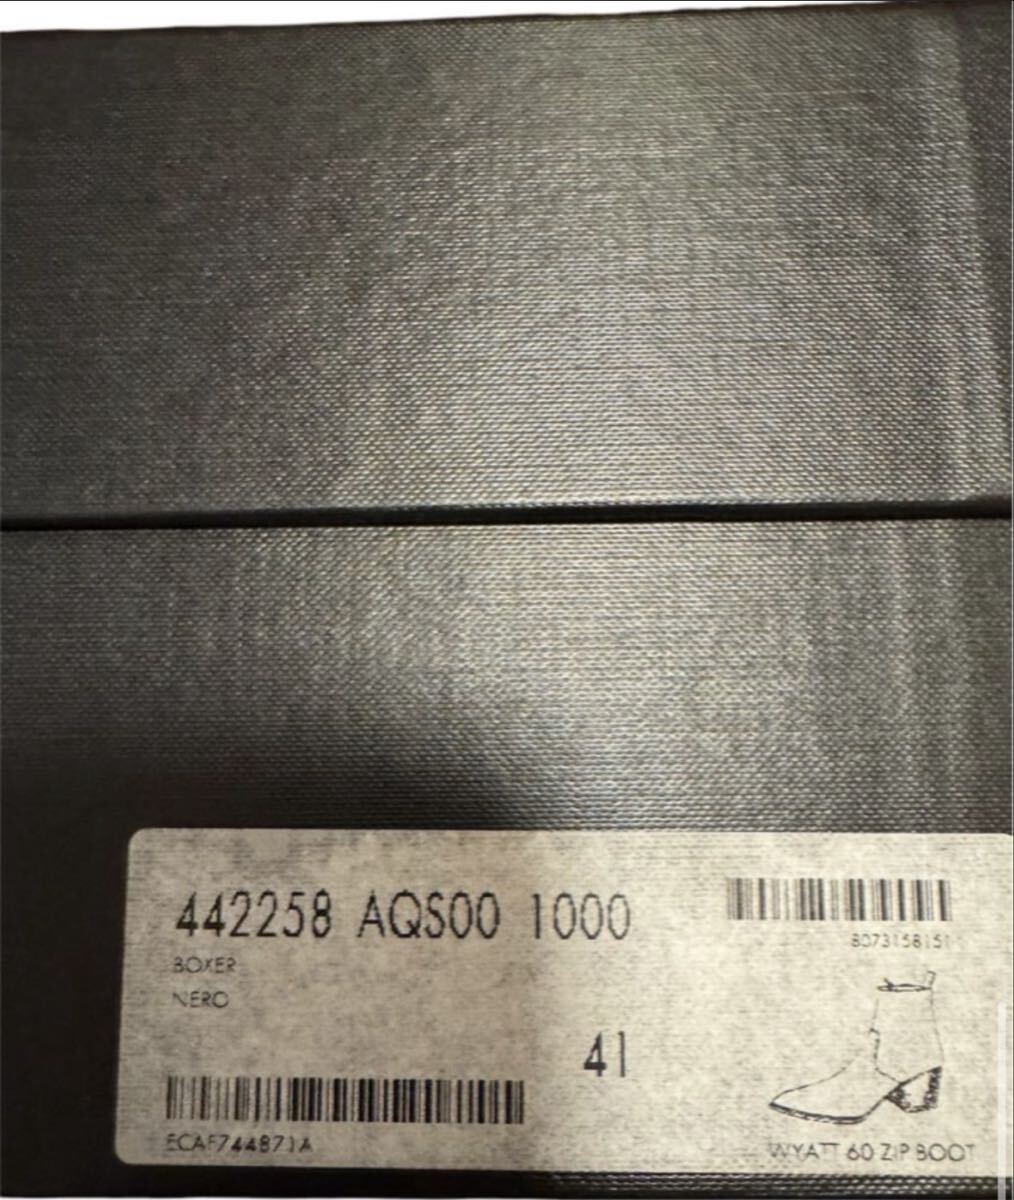 442258 AQS00 1000
BOXER
NERO
8073158151
41
ECAF744871A
WYATT 60 ZIP BOOT